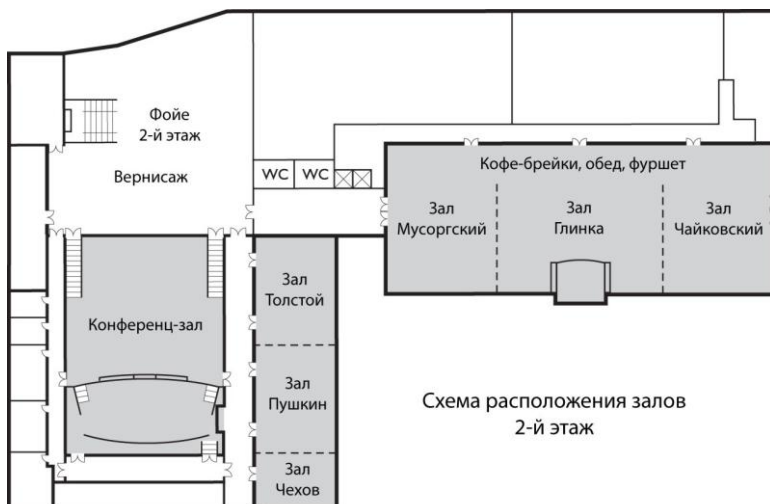 Фойе
2-й этаж
Вернисаж
WC
WC
Кофе-брейки, обед, фуршет
Зал
Мусоргский
Зал
Глинка
Зал
Чайковский
Зал
Толстой
Конференц-зал
Зал
Пушкин
Зал
Чехов
Схема расположения залов
2-й этаж